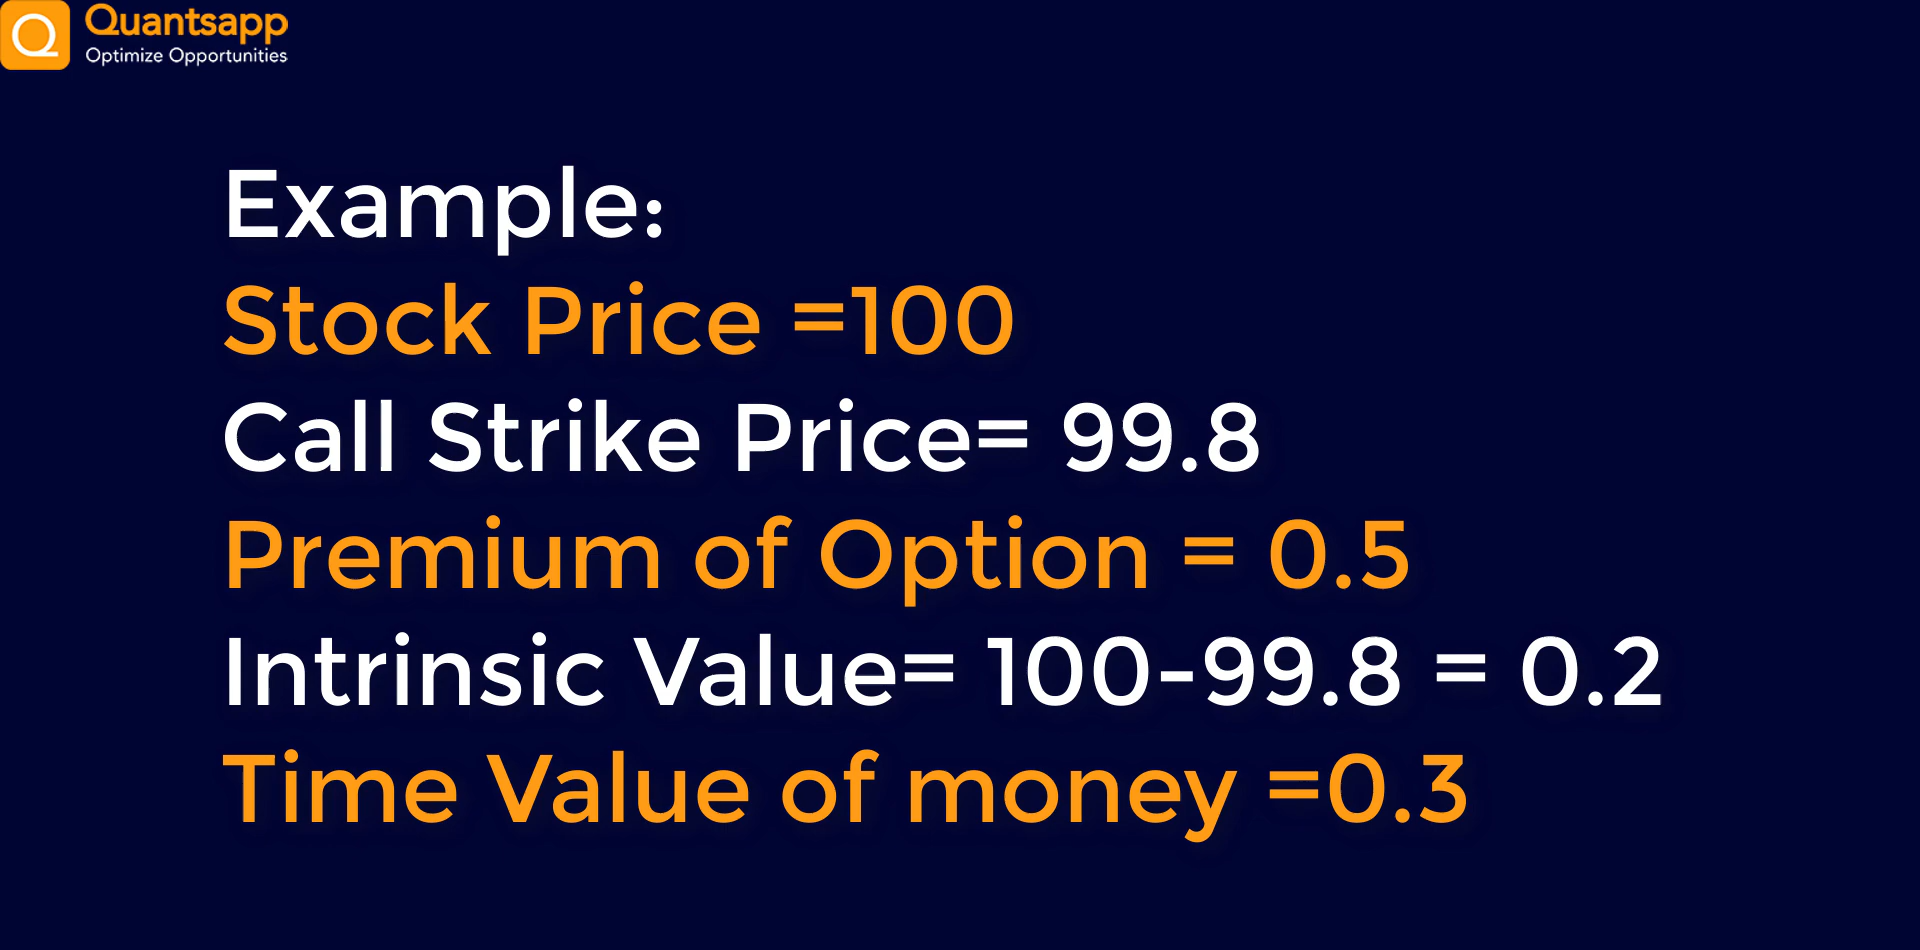 Quantsapp
Optimize Opportunities
Example:
Stock Price =100
Call Strike Price= 99.8
Premium of Option = 0.5
Intrinsic Value= 100-99.8 = 0.2
Time Value of money =0.3